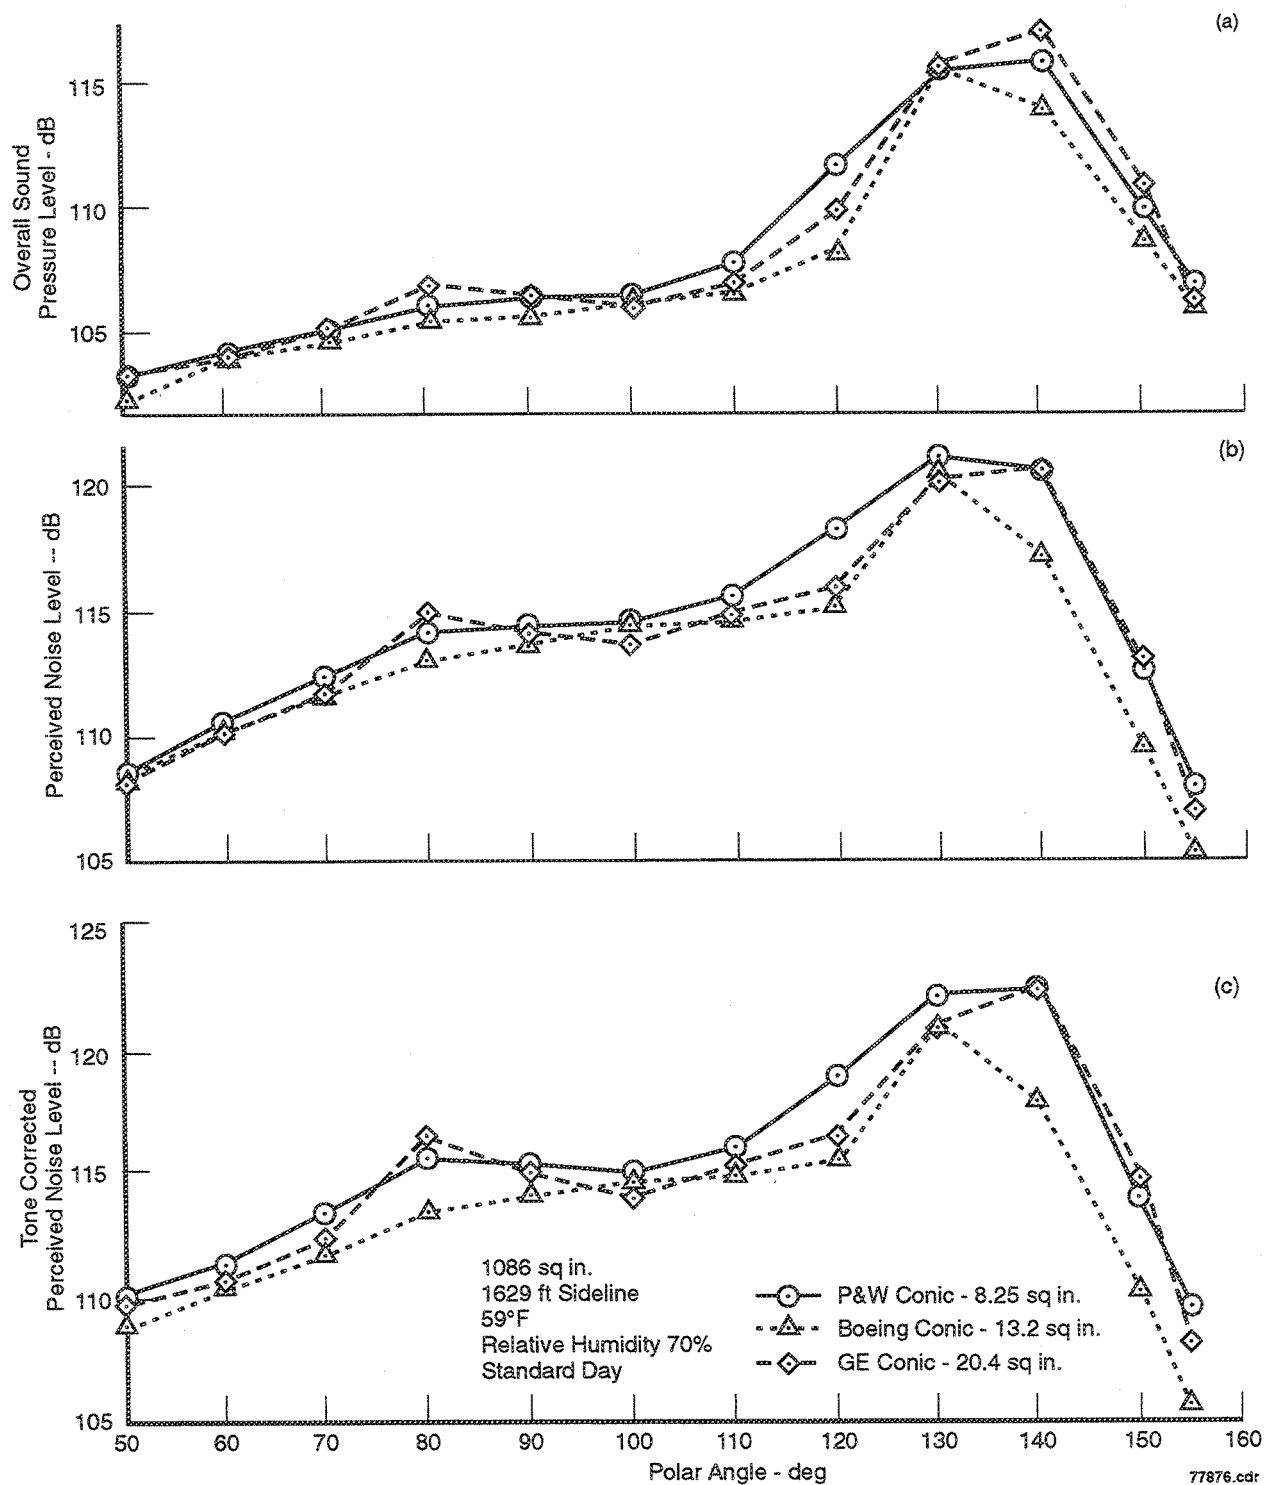 (a)
115
110
105
Overall Sound
Pressure Level - dB
(b)
120
115
110
105
Perceived Noise Level -- dB
(c)
125
120
115
110
105
Tone Corrected
Perceived Noise Level -- dB
1086 sq in.
1629 ft Sideline
59°F
Relative Humidity 70%
Standard Day
P&W Conic - 8.25 sq in.
Boeing Conic - 13.2 sq in.
GE Conic - 20.4 sq in.
50 60 70 80 90 100 110 120 130 140 150 160
Polar Angle - deg
77876.cdr